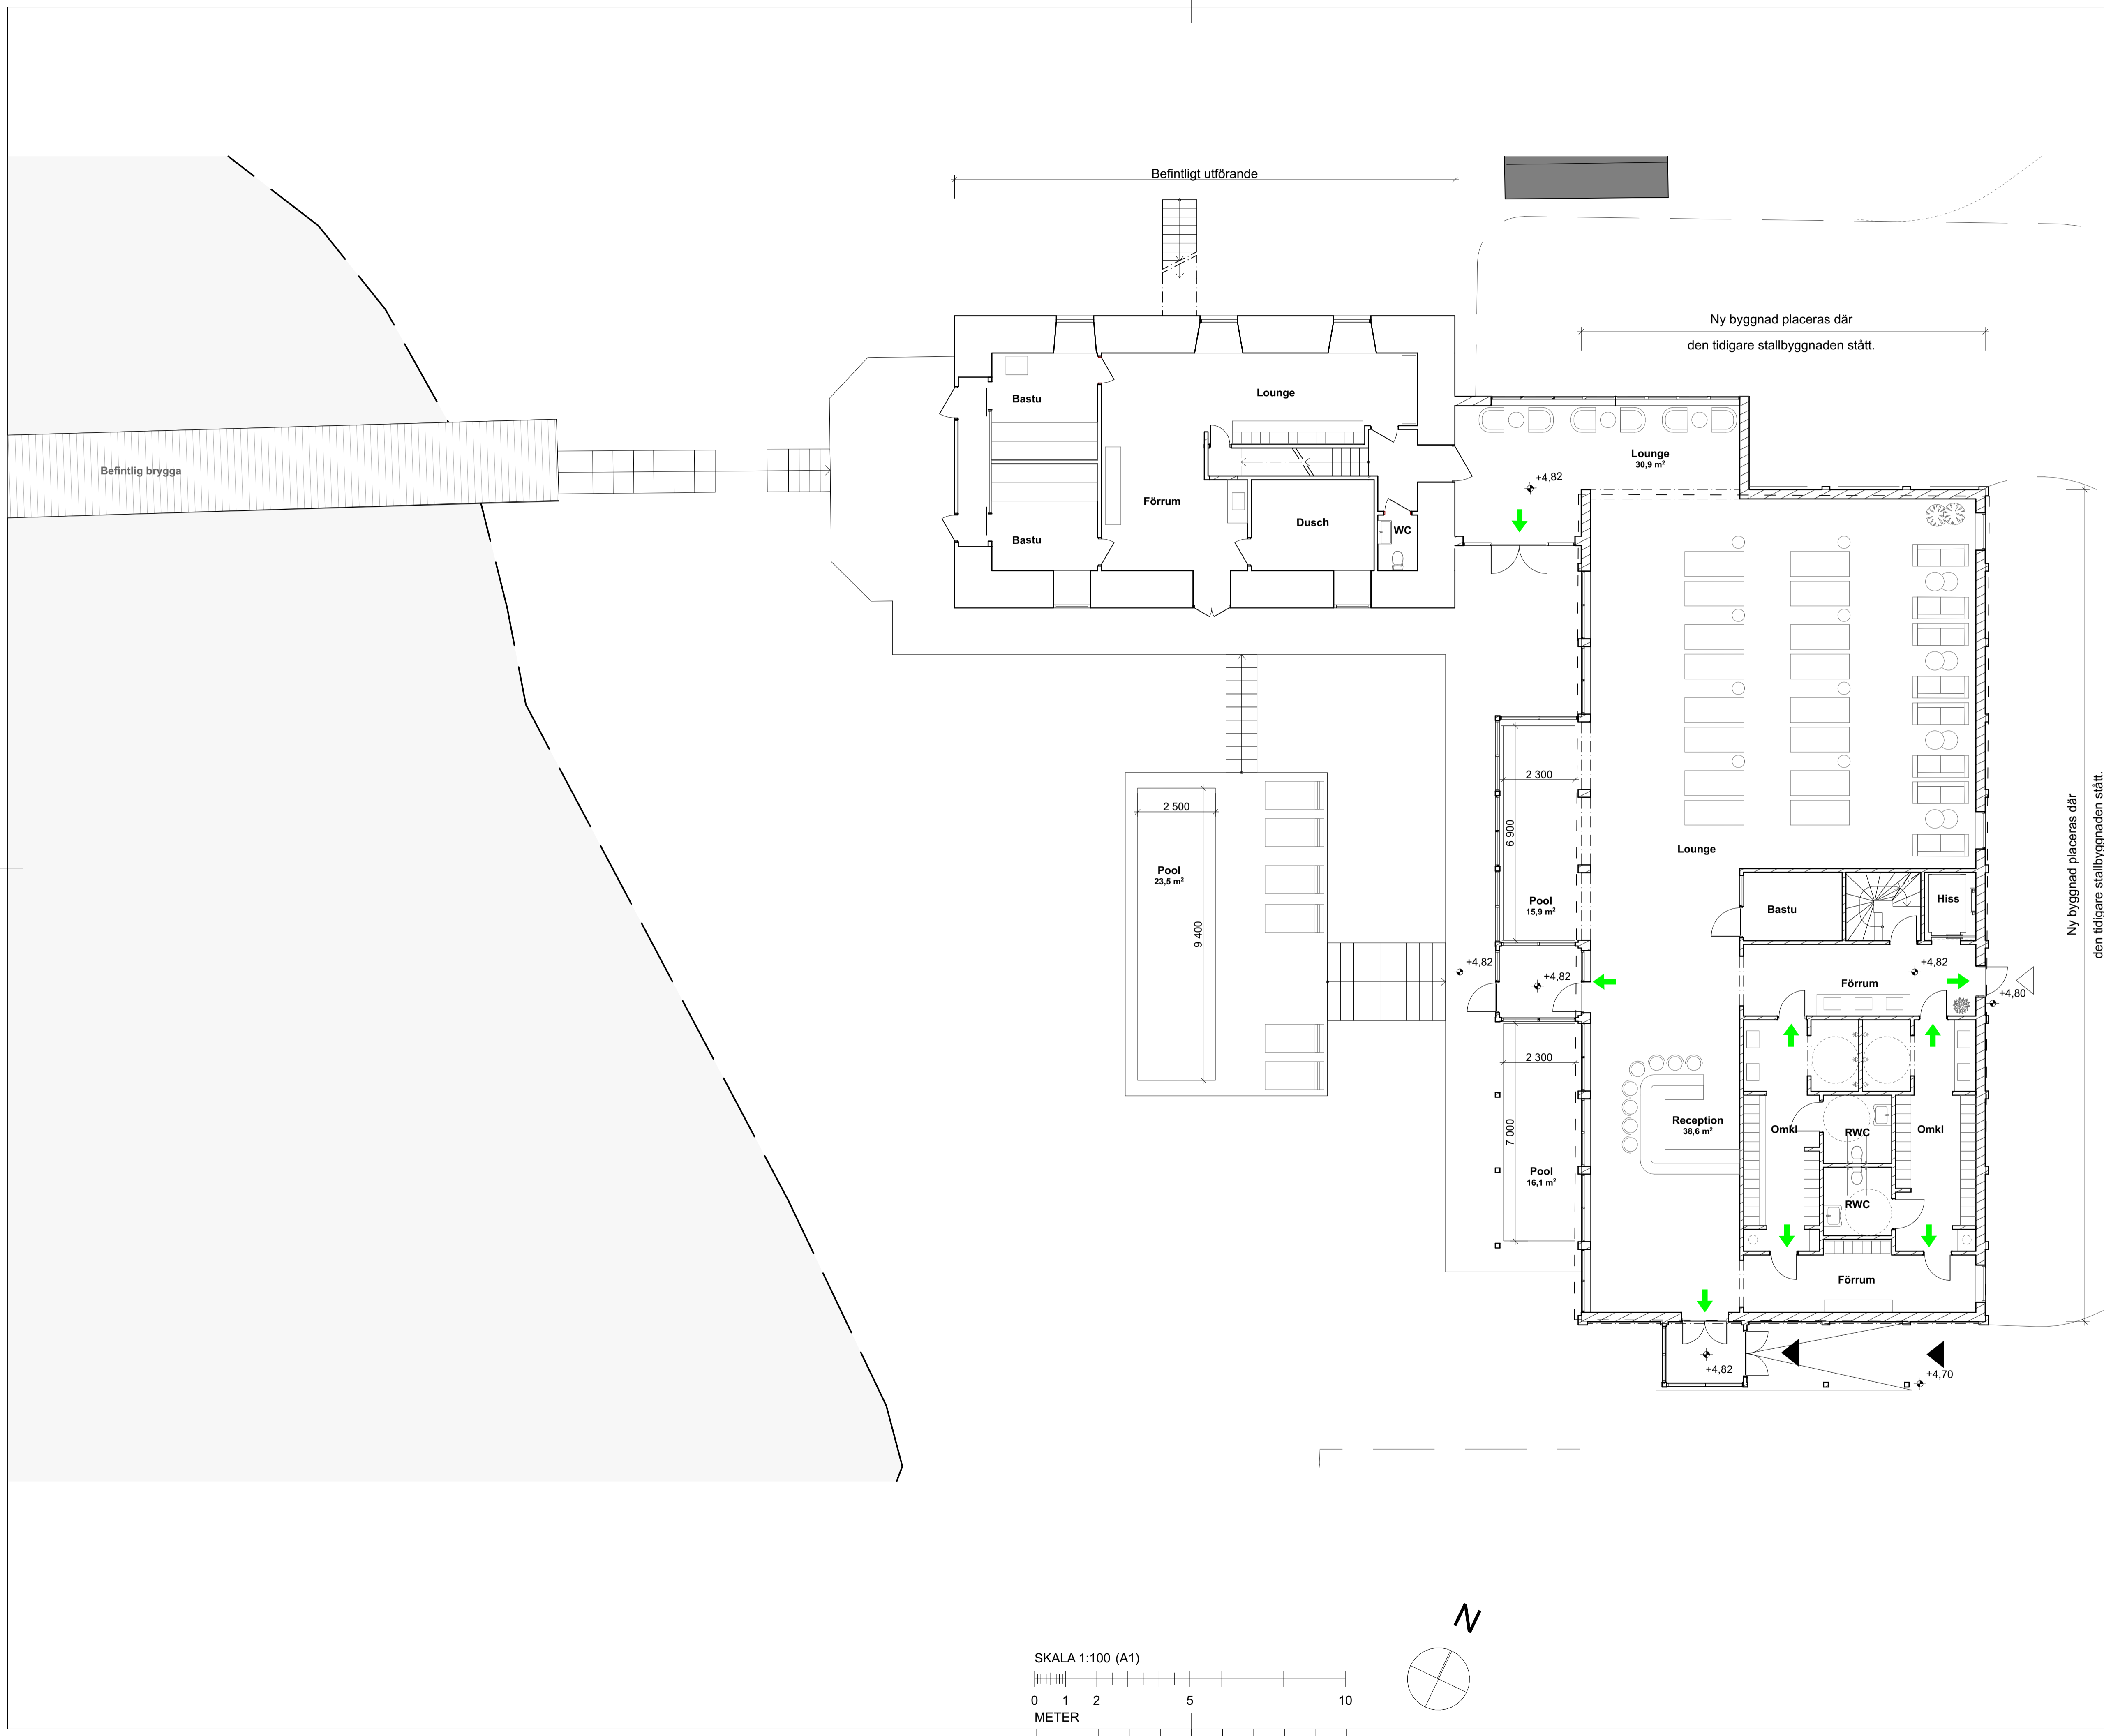 Befintligt utförande
Ny byggnad placeras där
den tidigare stallbyggnaden stått.
Bastu
Lounge
Befintlig brygga
Lounge
30,9 m²
+4,82
Förrum
Dusch
WC
Bastu
2 300
2 500
6 900
Ny byggnad placeras där
den tidigare stallbyggnaden stått.
Lounge
Pool
23,5 m²
Pool
15,9 m²
Bastu
Hiss
9 400
+4,82
+4,82
+4,82
Förrum
+4,80
2 300
7 000
Reception
38,6 m²
Omkl
RWC
Omkl
Pool
16,1 m²
RWC
Förrum
+4,82
+4,70
N
SKALA 1:100 (A1)
0 1 2 5 10
METER